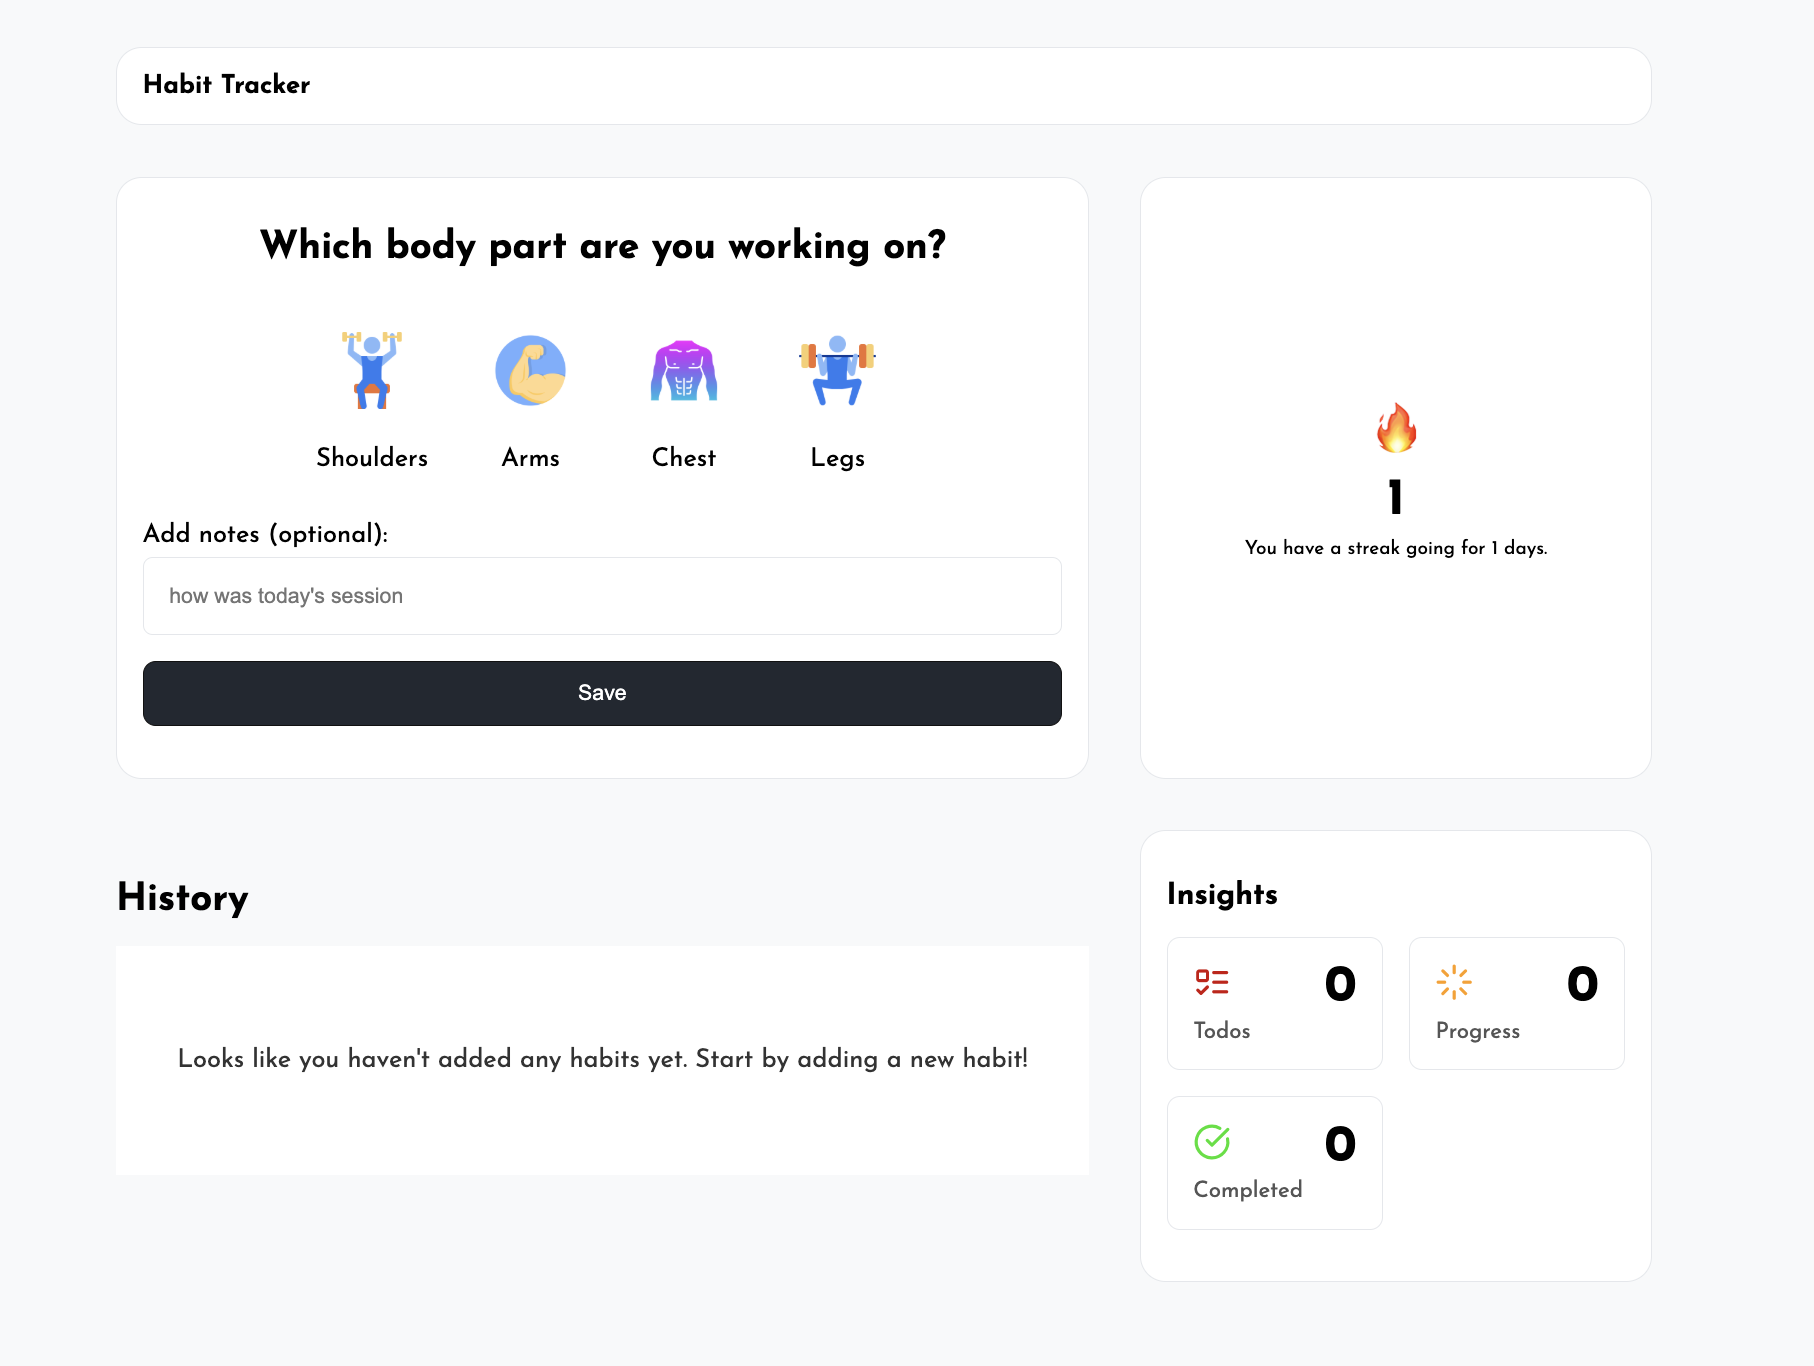 Habit Tracker
Which body part are you working on?
Shoulders
Arms
Chest
Legs
Add notes (optional):
how was today's session
Save
1
You have a streak going for 1 days.
History
Looks like you haven't added any habits yet. Start by adding a new habit!
Insights
0
Todos
0
Progress
0
Completed